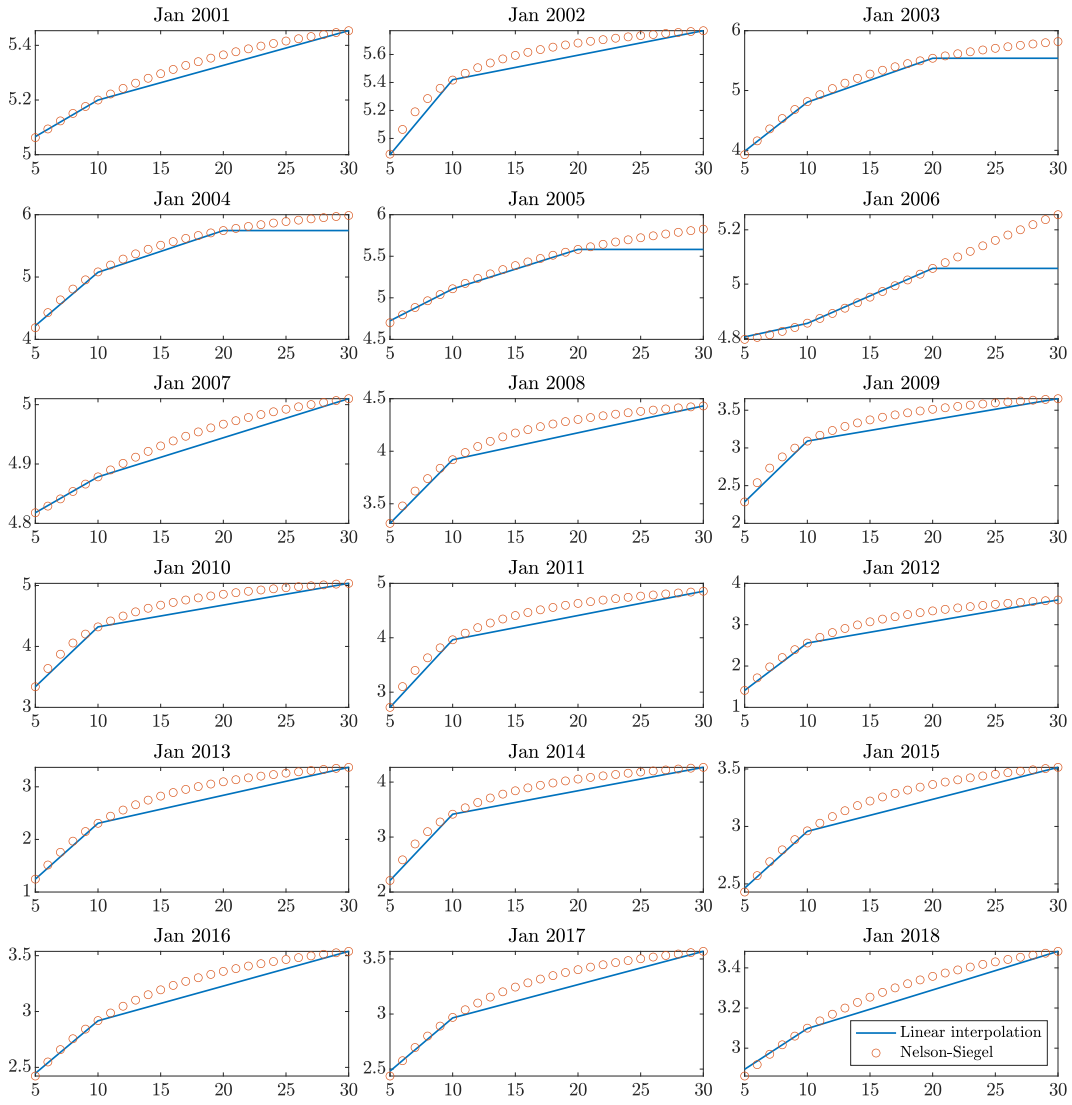 Jan 2001
Jan 2002
Jan 2003
5.4
5.2
5
5 10 15 20 25 30
5.6
5.4
5.2
5
5 10 15 20 25 30
6
5
4
5 10 15 20 25 30
Jan 2004
Jan 2005
Jan 2006
6
5
4
5 10 15 20 25 30
6
5.5
5
4.5
5 10 15 20 25 30
5.2
5
4.8
5 10 15 20 25 30
Jan 2007
Jan 2008
Jan 2009
5
4.9
4.8
5 10 15 20 25 30
4.5
4
3.5
5 10 15 20 25 30
3.5
3
2.5
2
5 10 15 20 25 30
Jan 2010
Jan 2011
Jan 2012
5
4
3
5 10 15 20 25 30
5
4
3
5 10 15 20 25 30
4
3
2
1
5 10 15 20 25 30
Jan 2013
Jan 2014
Jan 2015
3
2
1
5 10 15 20 25 30
4
3
2
5 10 15 20 25 30
3.5
3
2.5
5 10 15 20 25 30
Jan 2016
Jan 2017
Jan 2018
3.5
3
2.5
5 10 15 20 25 30
3.5
3
2.5
5 10 15 20 25 30
3.4
3.2
3
5 10 15 20 25 30
Linear interpolation
Nelson-Siegel